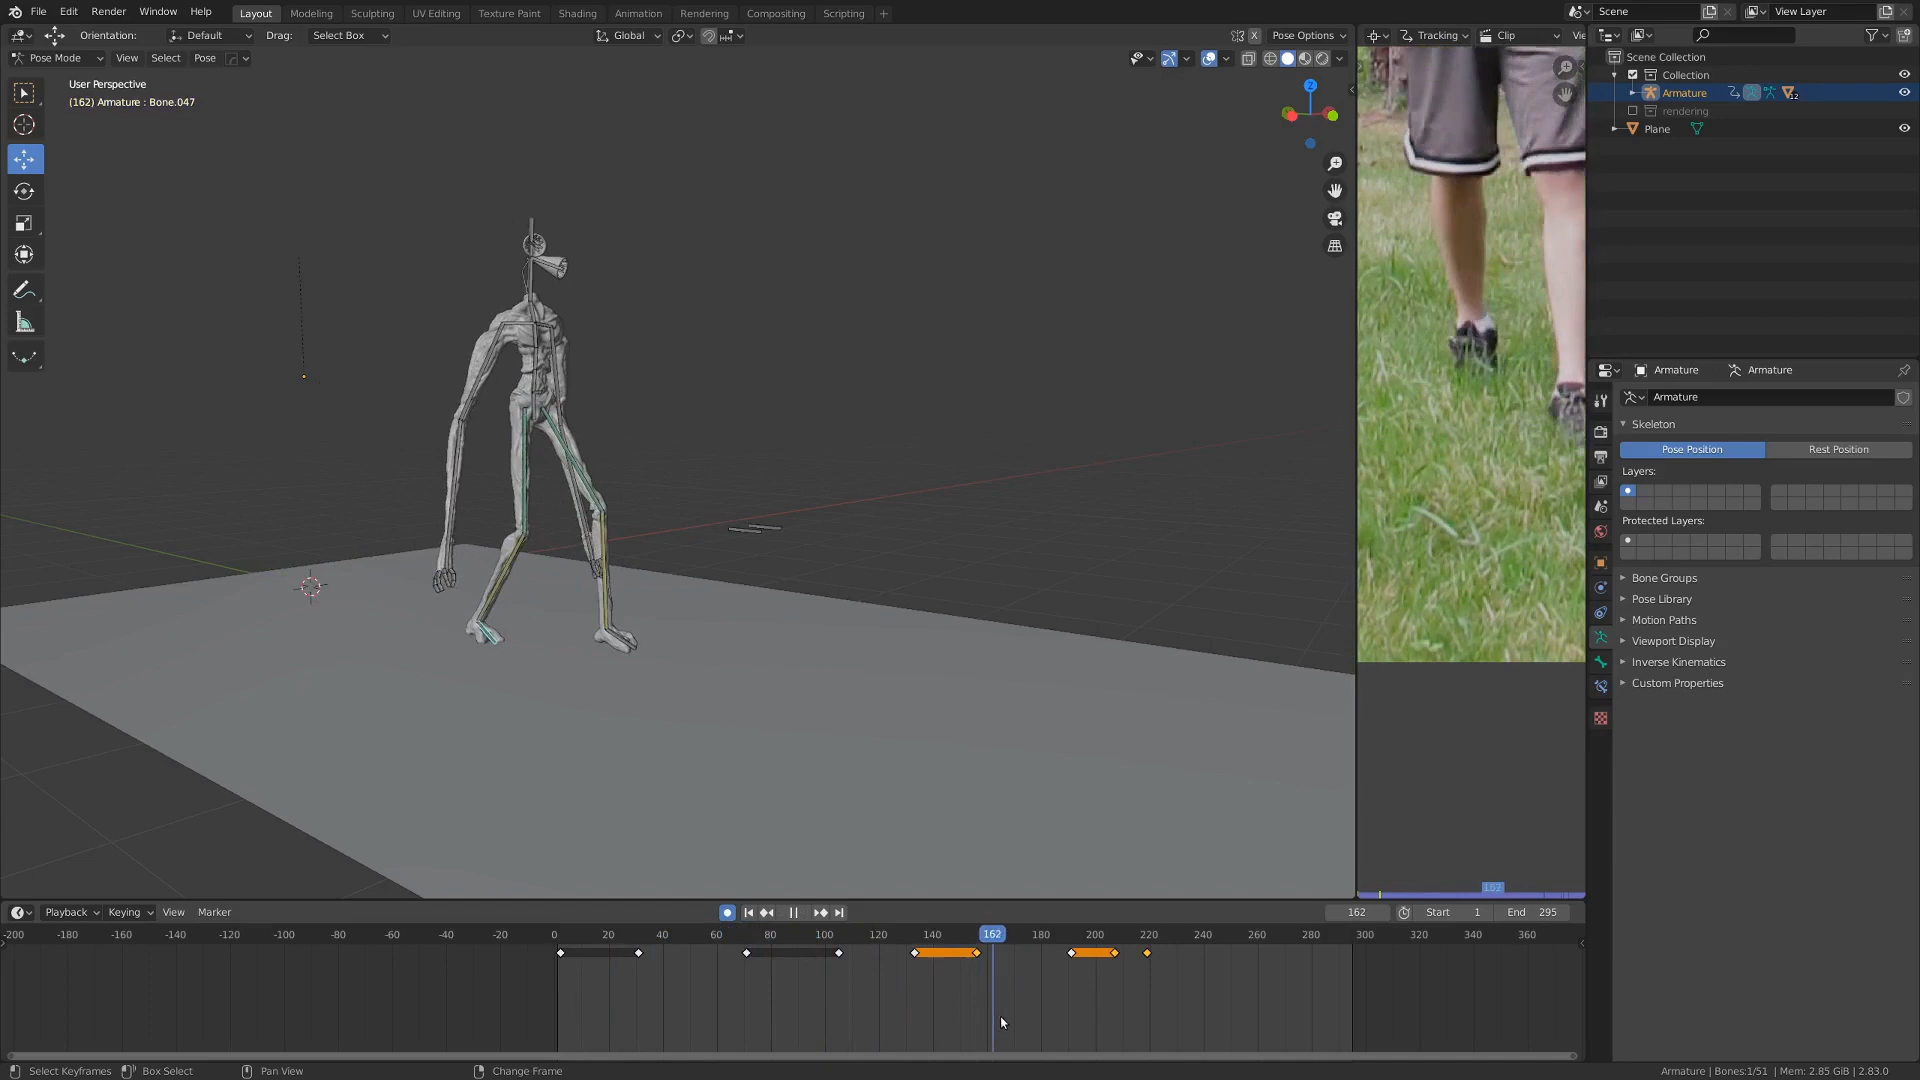 File Edit Render Window Help Layout Modeling Sculpting UV Editing Texture Paint Shading Animation Rendering Compositing Scripting + Scene View Layer
Orientation: Default Drag: Select Box Global X Pose Options Tracking Clip
Pose Mode View Select Pose
User Perspective
(162) Armature : Bone.047
Z
Scene Collection
Collection
Armature 12
rendering
Plane
Armature Armature
Armature
Skeleton
Pose Position Rest Position
Layers:
Protected Layers:
Bone Groups
Pose Library
Motion Paths
Viewport Display
Inverse Kinematics
Custom Properties
162
Playback Keying View Marker 162 Start 1 End 295
-200 -180 -160 -140 -120 -100 -80 -60 -40 -20 0 20 40 60 80 100 120 140 162 180 200 220 240 260 280 300 320 340 360
Select Keyframes Box Select Pan View Change Frame Armature | Bones:1/51 | Mem: 2.85 GiB | 2.83.0